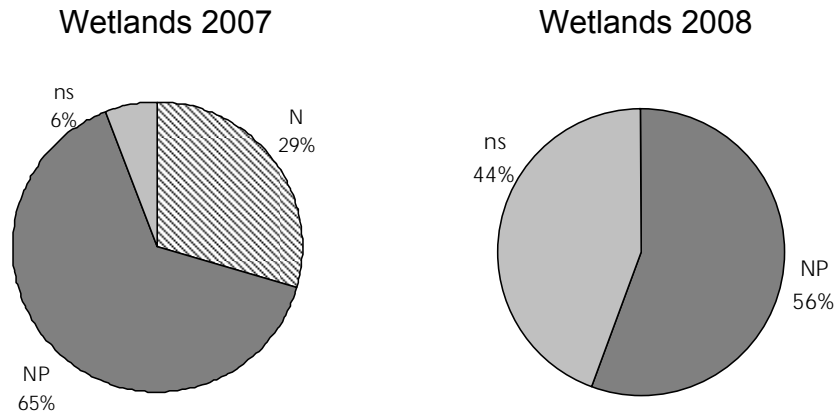 Wetlands 2007
Wetlands 2008
ns
6%
N
29%
NP
65%
ns
44%
NP
56%